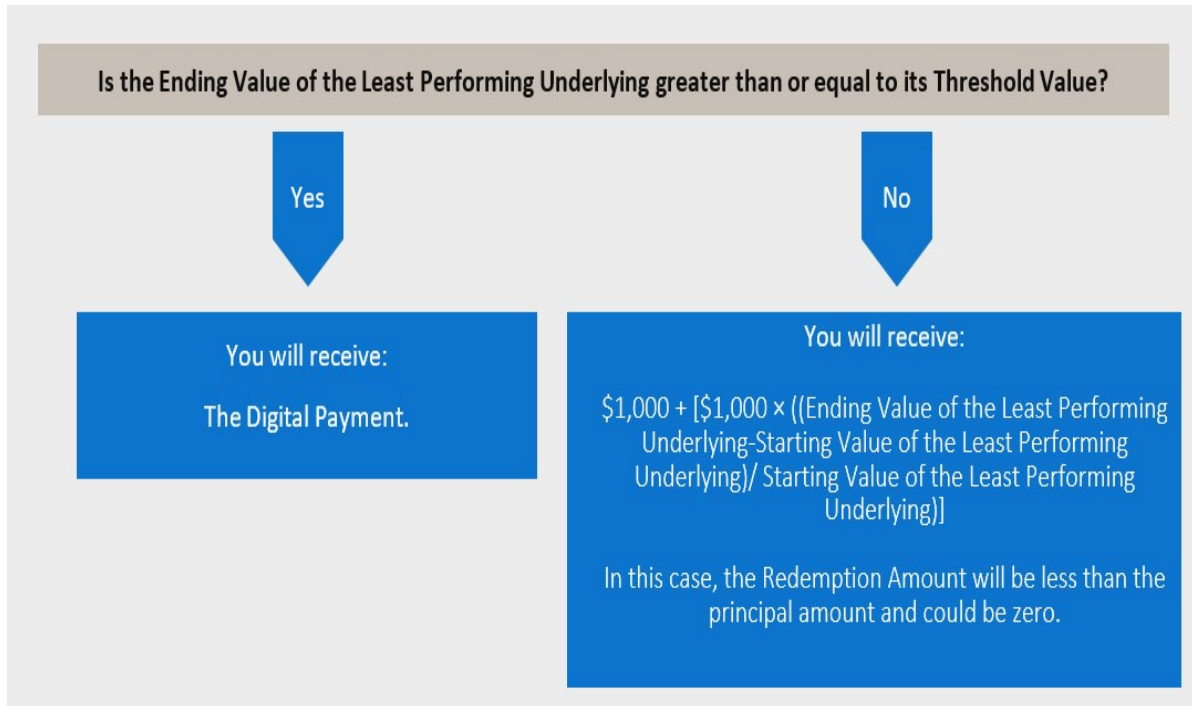 Is the Ending Value of the Least Performing Underlying greater than or equal to its Threshold Value?
Yes
No
You will receive:
The Digital Payment.
You will receive:
$1,000 + [$1,000 × ((Ending Value of the Least Performing
Underlying-Starting Value of the Least Performing
Underlying)/ Starting Value of the Least Performing
Underlying)]
In this case, the Redemption Amount will be less than the
principal amount and could be zero.